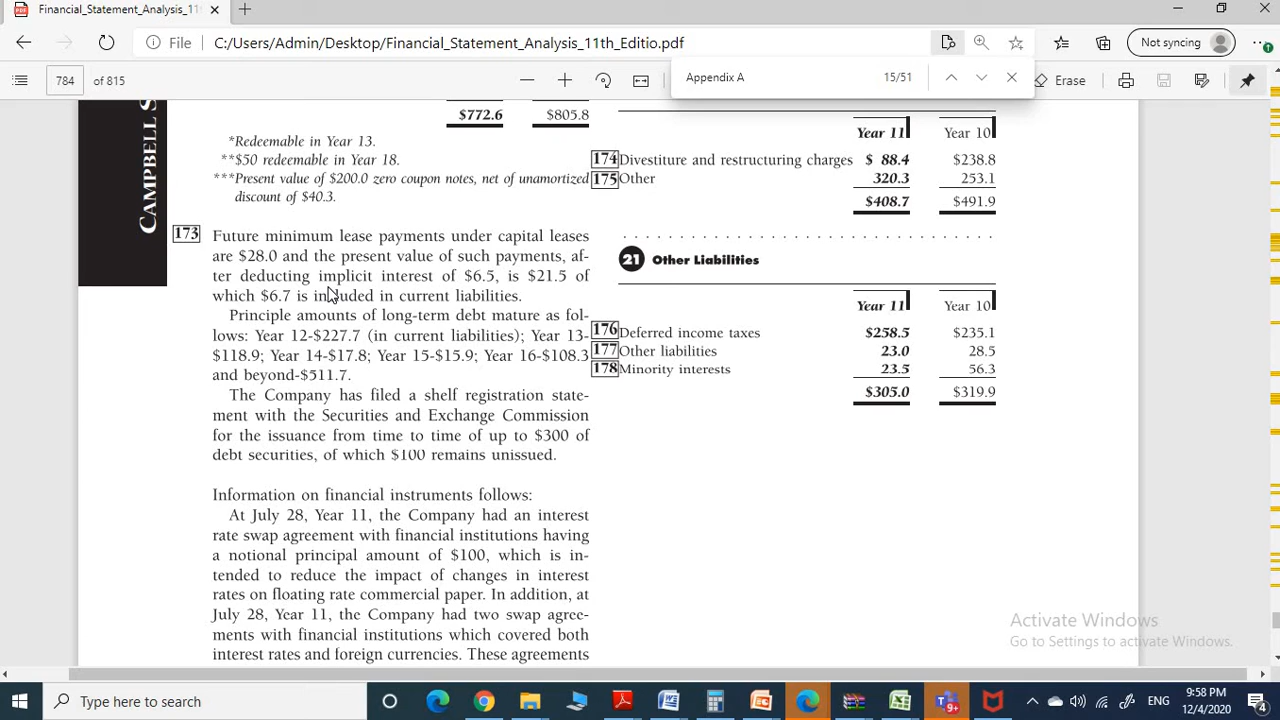 Financial_Statement_Analysis_11th
File
C:/Users/Admin/Desktop/Financial_Statement_Analysis_11th_Editio.pdf
Not syncing
784 of 815
Appendix A
15/51
Erase
CAMPBELL S
$772.6 $805.8
*Redeemable in Year 13.
**$50 redeemable in Year 18.
***Present value of $200.0 zero coupon notes, net of unamortized
discount of $40.3.
173 Future minimum lease payments under capital leases
are $28.0 and the present value of such payments, af-
ter deducting implicit interest of $6.5, is $21.5 of
which $6.7 is included in current liabilities.
Principle amounts of long-term debt mature as fol-
lows: Year 12-$227.7 (in current liabilities); Year 13-
$118.9; Year 14-$17.8; Year 15-$15.9; Year 16-$108.3
and beyond-$511.7.
The Company has filed a shelf registration state-
ment with the Securities and Exchange Commission
for the issuance from time to time of up to $300 of
debt securities, of which $100 remains unissued.
Information on financial instruments follows:
At July 28, Year 11, the Company had an interest
rate swap agreement with financial institutions having
a notional principal amount of $100, which is in-
tended to reduce the impact of changes in interest
rates on floating rate commercial paper. In addition, at
July 28, Year 11, the Company had two swap agree-
ments with financial institutions which covered both
interest rates and foreign currencies. These agreements
Year 11 Year 10
174 Divestiture and restructuring charges $ 88.4 $238.8
175 Other 320.3 253.1
$408.7 $491.9
21 Other Liabilities
Year 11 Year 10
176 Deferred income taxes $258.5 $235.1
177 Other liabilities 23.0 28.5
178 Minority interests 23.5 56.3
$305.0 $319.9
Activate Windows
Go to Settings to activate Windows.
Type here to search
9+
ENG
9:58 PM
12/4/2020
4